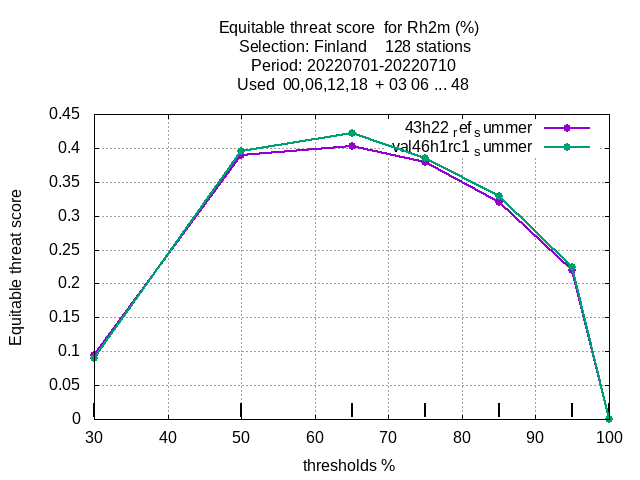 Equitable threat score for Rh2m (%)
Selection: Finland 128 stations
Period: 20220701-20220710
Used 00,06,12,18 + 03 06 ... 48
43h22 refsummer
val46h1rc1 summer
Equitable threat score
0.45
0.4
0.35
0.3
0.25
0.2
0.15
0.1
0.05
0
30 40 50 60 70 80 90 100
thresholds %